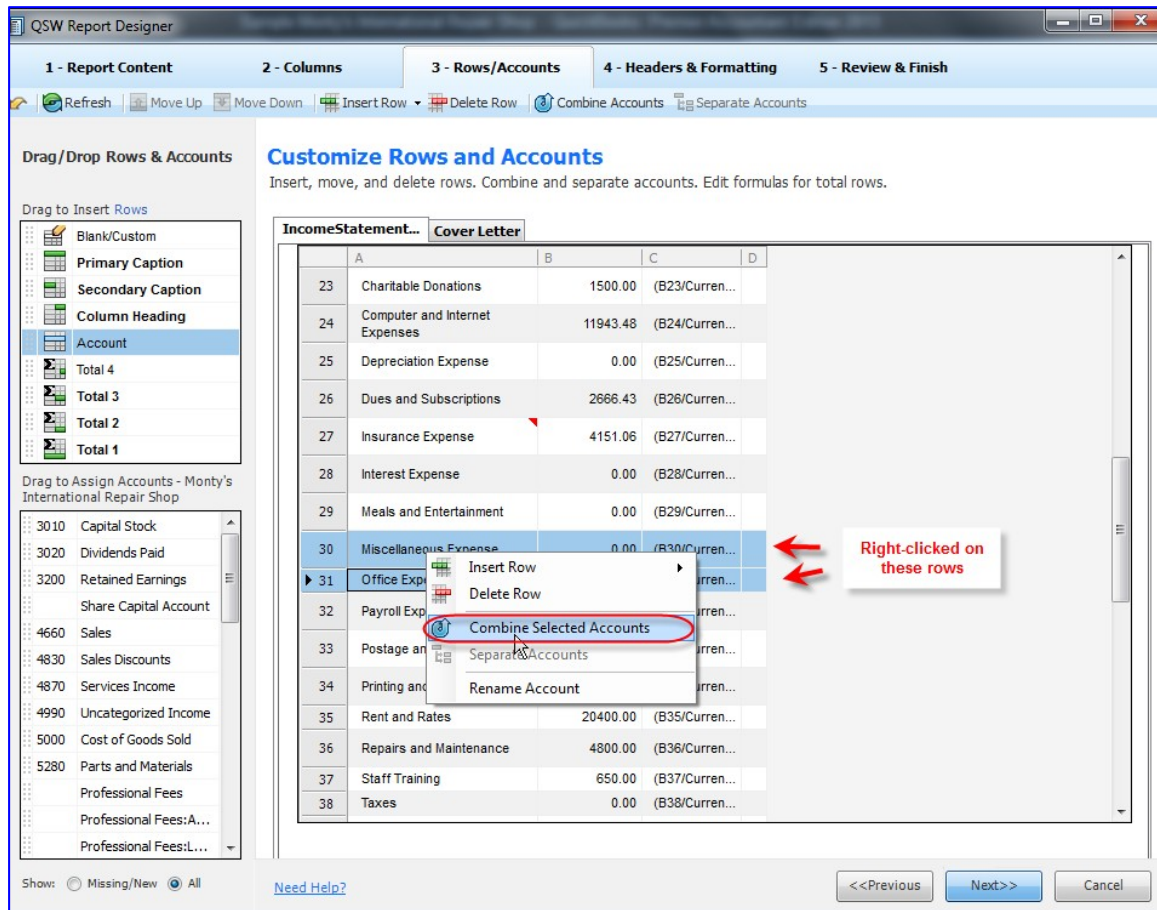 QSW Report Designer
1 - Report Content 2 - Columns 3 - Rows/Accounts 4 - Headers & Formatting 5 - Review & Finish
Refresh Move Up Move Down Insert Row Delete Row Combine Accounts Separate Accounts
Drag/Drop Rows & Accounts
Drag to Insert Rows
Blank/Custom
Primary Caption
Secondary Caption
Column Heading
Account
Total 4
Total 3
Total 2
Total 1
Drag to Assign Accounts - Monty's
International Repair Shop
3010 Capital Stock
3020 Dividends Paid
3200 Retained Earnings
Share Capital Account
4660 Sales
4830 Sales Discounts
4870 Services Income
4990 Uncategorized Income
5000 Cost of Goods Sold
5280 Parts and Materials
Professional Fees
Professional Fees:A...
Professional Fees:L...
Show: Missing/New All
Customize Rows and Accounts
Insert, move, and delete rows. Combine and separate accounts. Edit formulas for total rows.
IncomeStatement... Cover Letter
A B C D
23 Charitable Donations 1500.00 (B23/Curren...
24 Computer and Internet
Expenses 11943.48 (B24/Curren...
25 Depreciation Expense 0.00 (B25/Curren...
26 Dues and Subscriptions 2666.43 (B26/Curren...
27 Insurance Expense 4151.06 (B27/Curren...
28 Interest Expense 0.00 (B28/Curren...
29 Meals and Entertainment 0.00 (B29/Curren...
30 Miscellaneous Expense 0.00 (B30/Curren...
31 Office Exp urren...
32 Payroll Exp urren...
33 Postage an urren...
34 Printing and urren...
35 Rent and Rates 20400.00 (B35/Curren...
36 Repairs and Maintenance 4800.00 (B36/Curren...
37 Staff Training 650.00 (B37/Curren...
38 Taxes 0.00 (B38/Curren...
Insert Row
Delete Row
Combine Selected Accounts
Separate Accounts
Rename Account
Right-clicked on
these rows
Need Help?
<<Previous Next>> Cancel